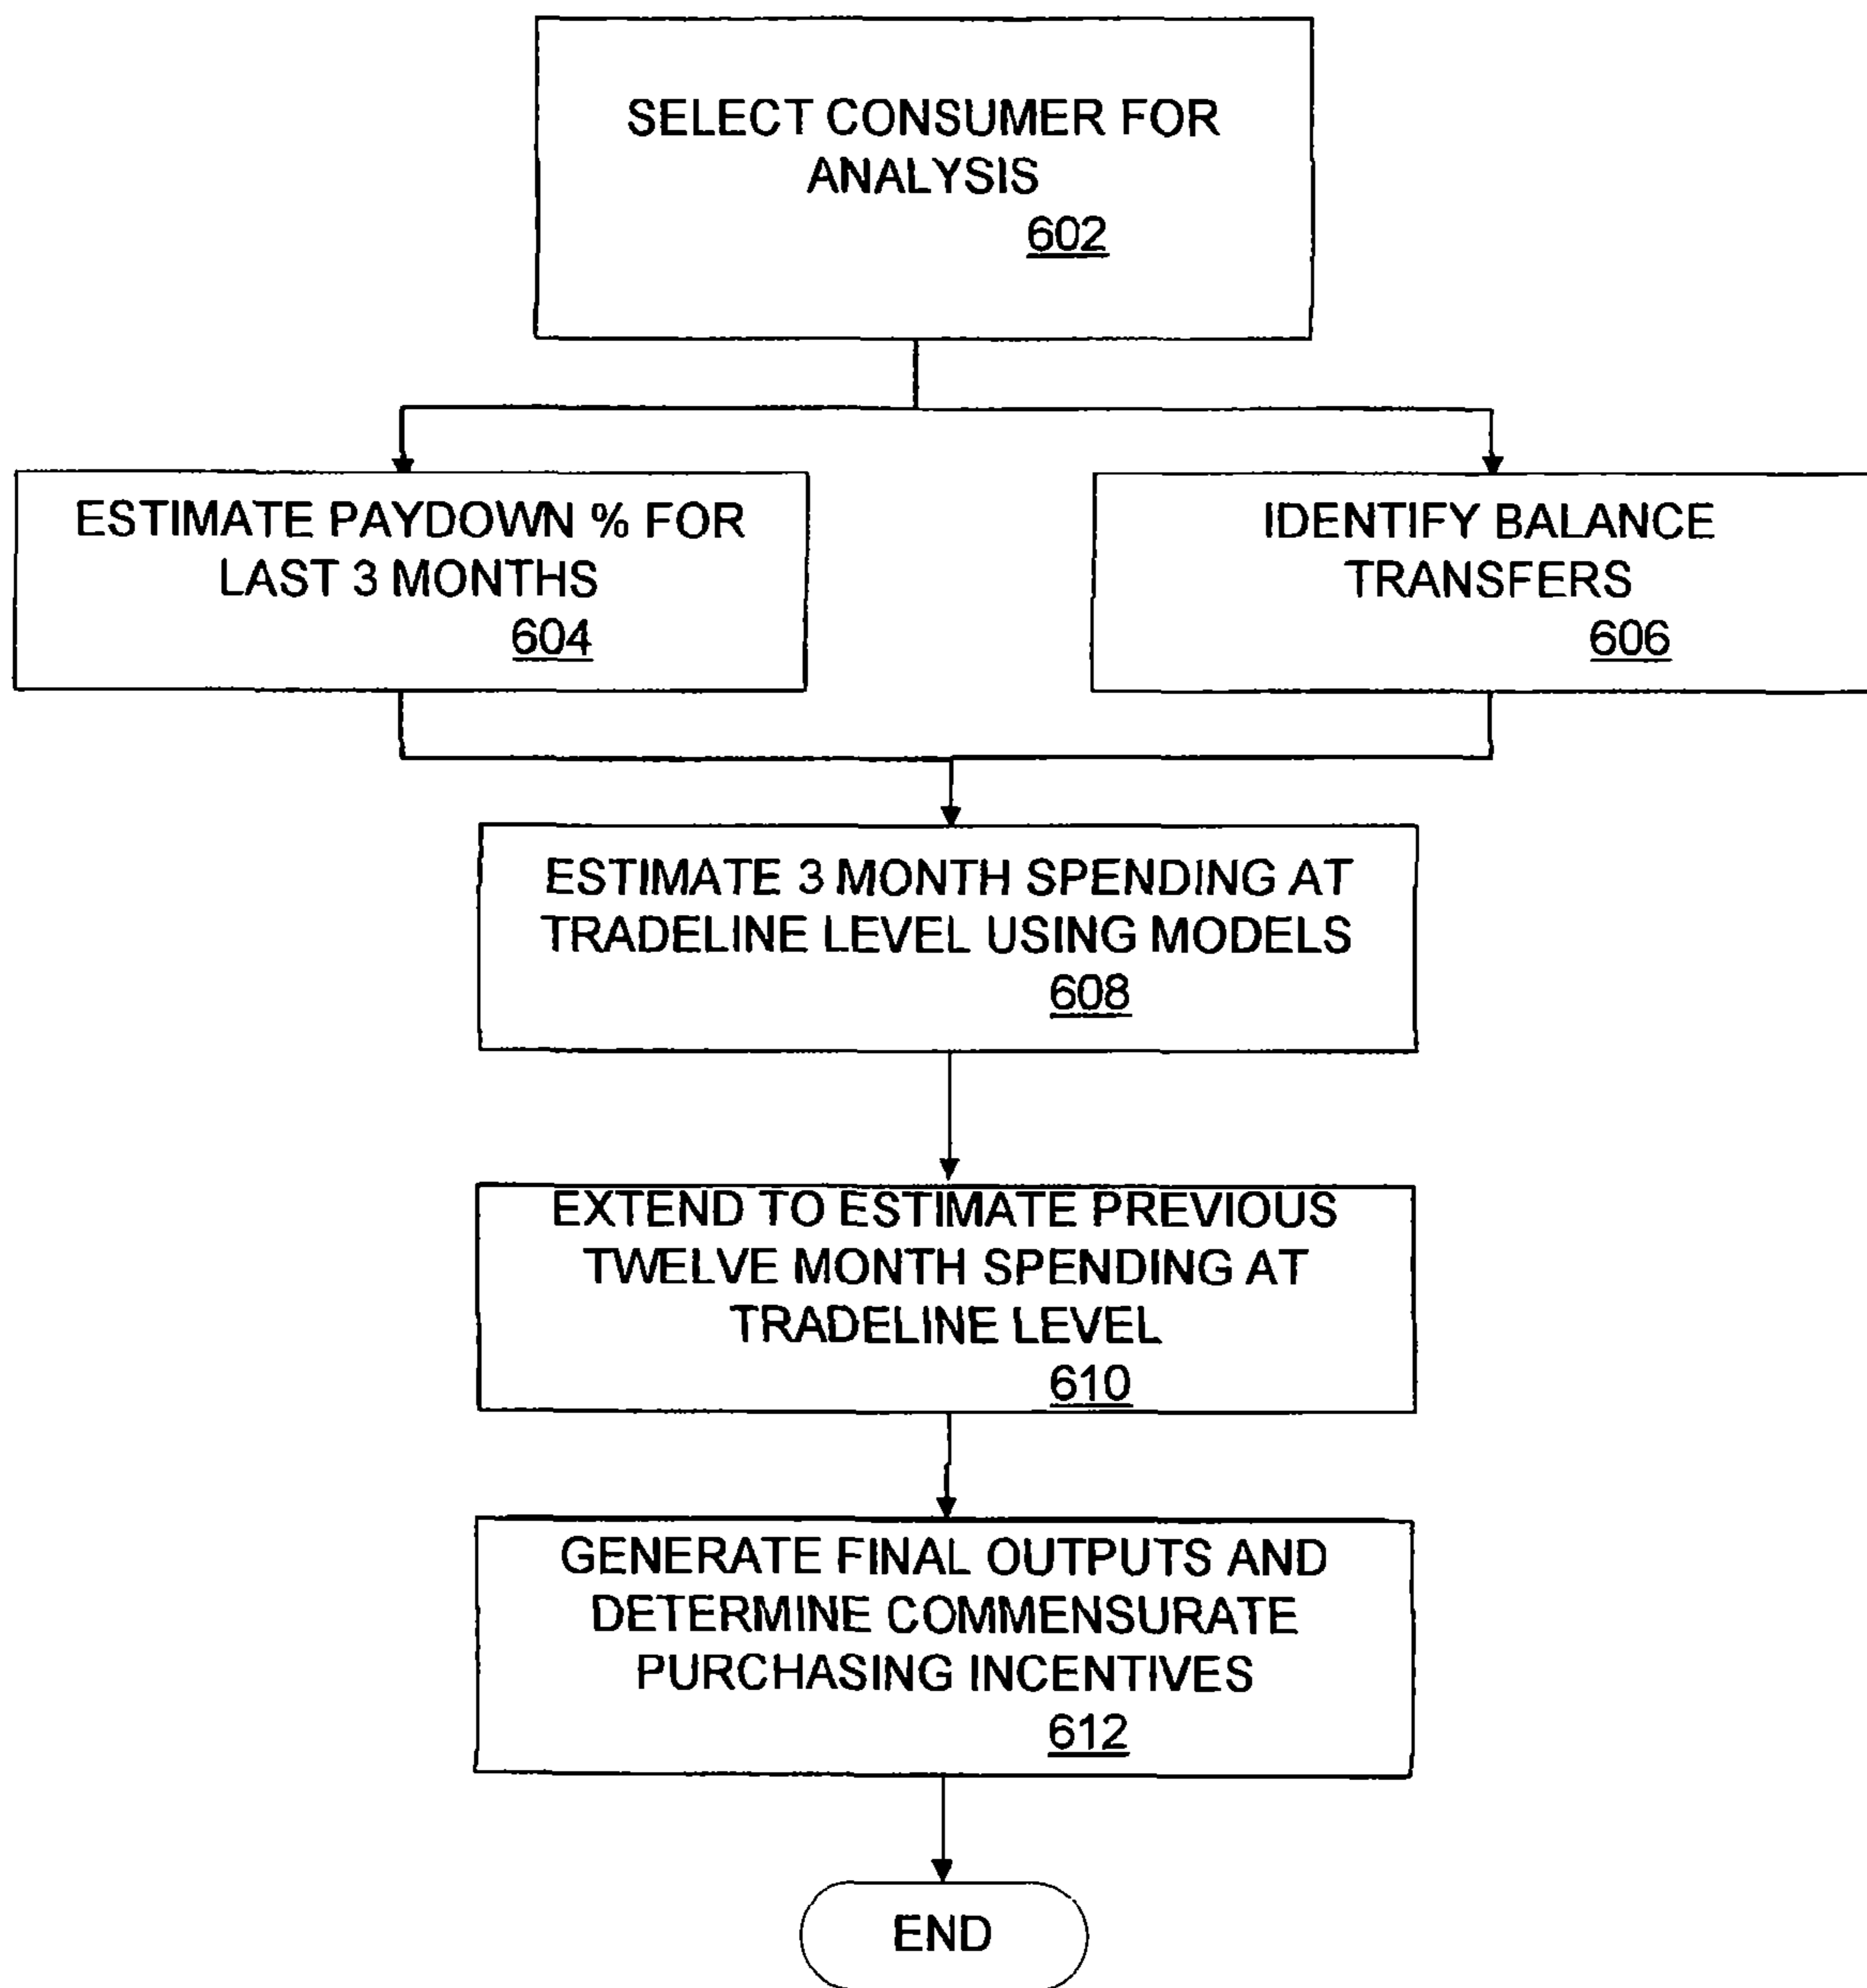 SELECT CONSUMER FOR
ANALYSIS
602
ESTIMATE PAYDOWN % FOR
LAST 3 MONTHS
604
IDENTIFY BALANCE
TRANSFERS
606
ESTIMATE 3 MONTH SPENDING AT
TRADELINE LEVEL USING MODELS
608
EXTEND TO ESTIMATE PREVIOUS
TWELVE MONTH SPENDING AT
TRADELINE LEVEL
610
GENERATE FINAL OUTPUTS AND
DETERMINE COMMENSURATE
PURCHASING INCENTIVES
612
END